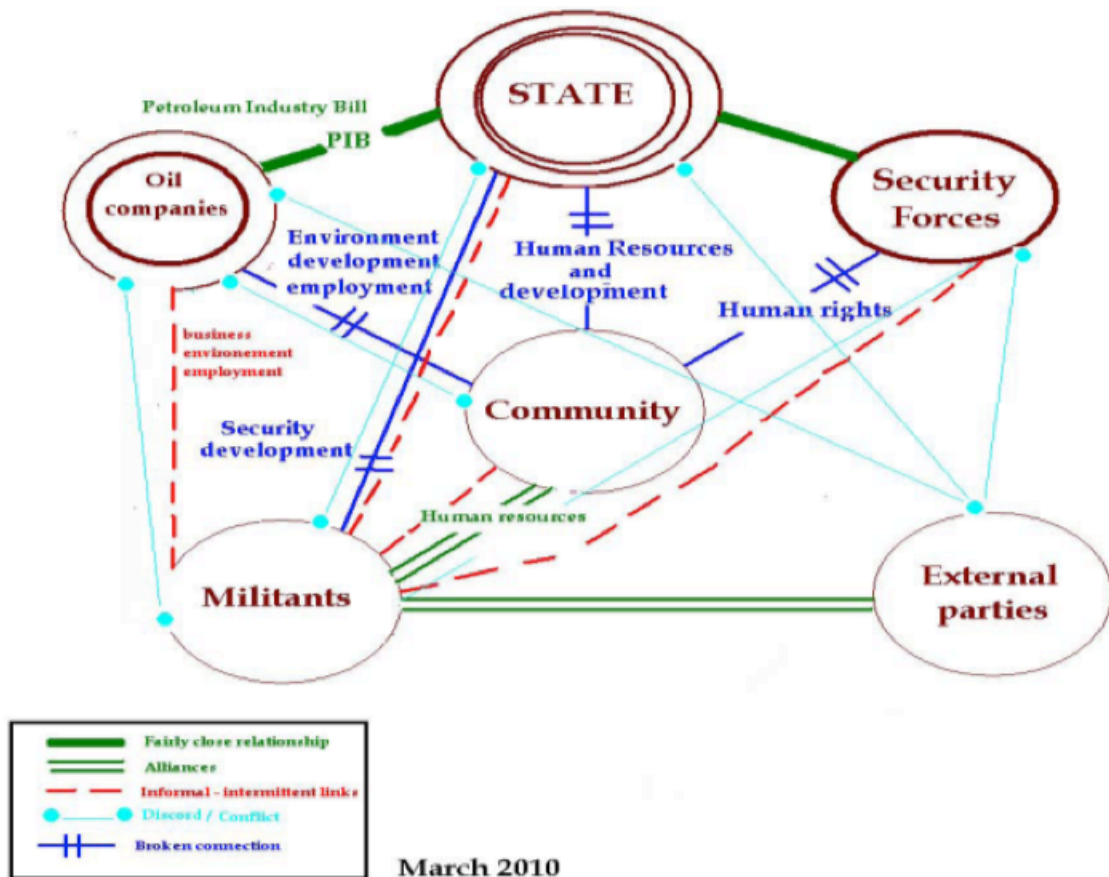 STATE
Petroleum Industry Bill
PIB
Oil
companies
Security
Forces
Environment
development
employment
Human Resources
and
development
Human rights
business
environement
employment
Community
Security
development
Human resources
Militants
External
parties
Fairly close relationship
Alliances
Informal - intermittent links
Discord / Conflict
Broken connection
March 2010